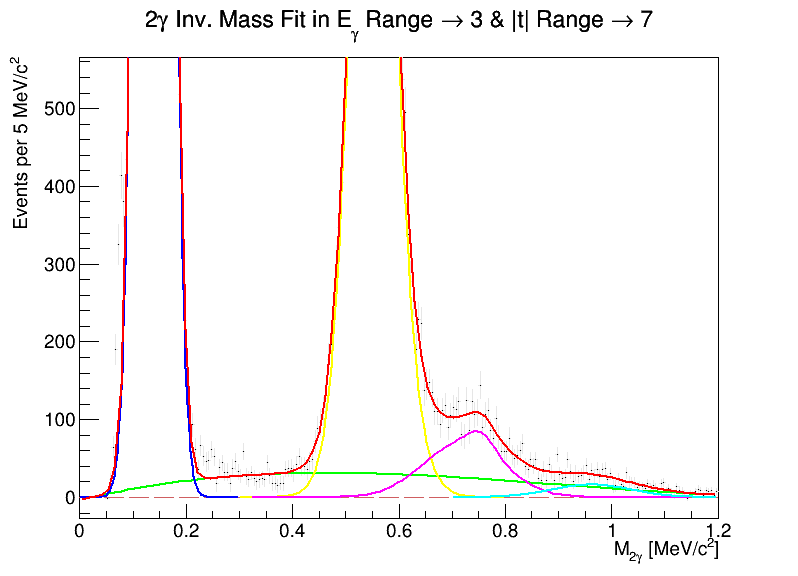 2γ Inv. Mass Fit in Eγ Range → 3 & |t| Range → 7
Events per 5 MeV/c²
500
400
300
200
100
0
0 0.2 0.4 0.6 0.8 1 1.2
M2γ [MeV/c²]